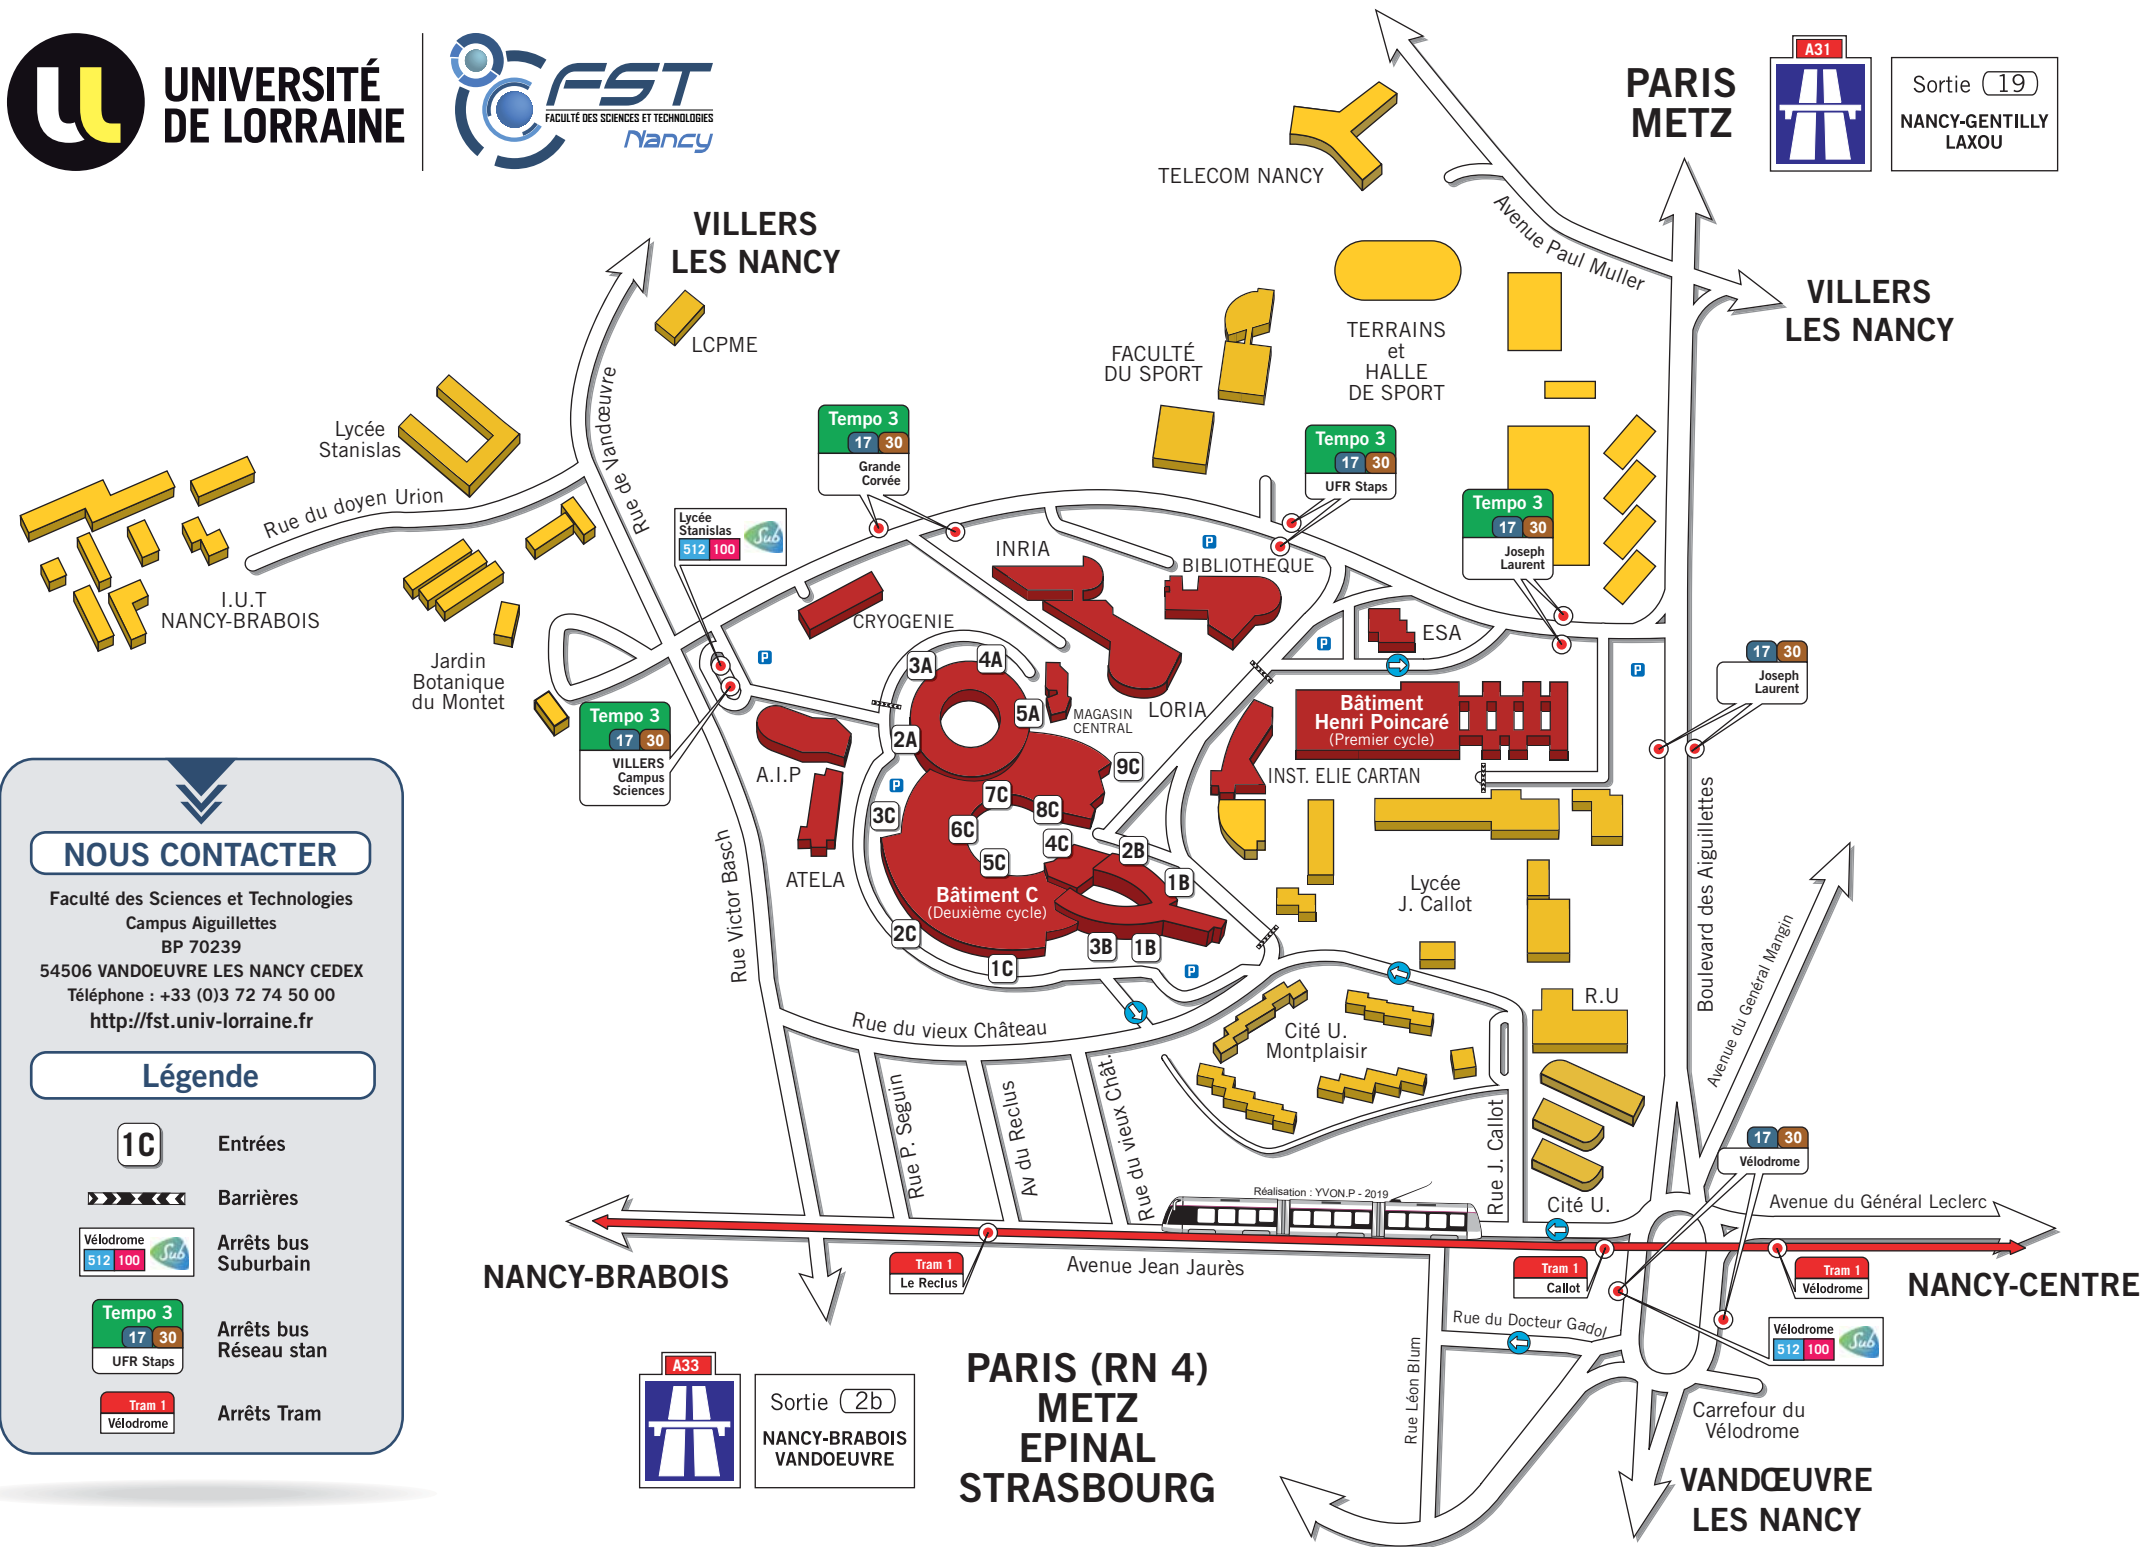 UNIVERSITÉ
DE LORRAINE
FST
FACULTÉ DES SCIENCES ET TECHNOLOGIES
Nancy
PARIS
METZ
A31
Sortie 19
NANCY-GENTILLY
LAXOU
TELECOM NANCY
Avenue Paul Muller
VILLERS
LES NANCY
VILLERS
LES NANCY
LCPME
FACULTÉ
DU SPORT
TERRAINS
et
HALLE
DE SPORT
Lycée
Stanislas
Rue du doyen Urion
Rue de Vandœuvre
Tempo 3
17 30
Grande
Corvée
Tempo 3
17 30
UFR Staps
Tempo 3
17 30
Joseph
Laurent
Lycée
Stanislas
512 100
Sub
I.U.T
NANCY-BRABOIS
Jardin
Botanique
du Montet
INRIA
BIBLIOTHEQUE
P
CRYOGENIE
P
ESA
P
P
17 30
Joseph
Laurent
3A
4A
5A
2A
MAGASIN
CENTRAL
LORIA
Bâtiment
Henri Poincaré
(Premier cycle)
Tempo 3
17 30
VILLERS
Campus
Sciences
A.I.P
P
9C
INST. ELIE CARTAN
7C
8C
3C
6C
4C
2B
5C
1B
ATELA
Bâtiment C
(Deuxième cycle)
2C
3B
1B
1C
P
Lycée
J. Callot
Rue Victor Basch
Boulevard des Aiguillettes
Avenue du Général Mangin
R.U
Rue du vieux Château
Cité U.
Montplaisir
Rue P. Seguin
Av du Reclus
Rue du vieux Chât.
Rue J. Callot
Cité U.
17 30
Vélodrome
Réalisation : YVON.P - 2019
Avenue du Général Leclerc
NANCY-BRABOIS
Tram 1
Le Reclus
Avenue Jean Jaurès
Tram 1
Callot
Tram 1
Vélodrome
NANCY-CENTRE
Rue du Docteur Gadol
Vélodrome
512 100
Sub
Rue Léon Blum
Carrefour du
Vélodrome
VANDŒUVRE
LES NANCY
A33
Sortie 2b
NANCY-BRABOIS
VANDOEUVRE
PARIS (RN 4)
METZ
EPINAL
STRASBOURG
NOUS CONTACTER
Faculté des Sciences et Technologies
Campus Aiguillettes
BP 70239
54506 VANDOEUVRE LES NANCY CEDEX
Téléphone : +33 (0)3 72 74 50 00
http://fst.univ-lorraine.fr
Légende
1C
Entrées
Barrières
Vélodrome
512 100
Sub
Arrêts bus
Suburbain
Tempo 3
17 30
UFR Staps
Arrêts bus
Réseau stan
Tram 1
Vélodrome
Arrêts Tram